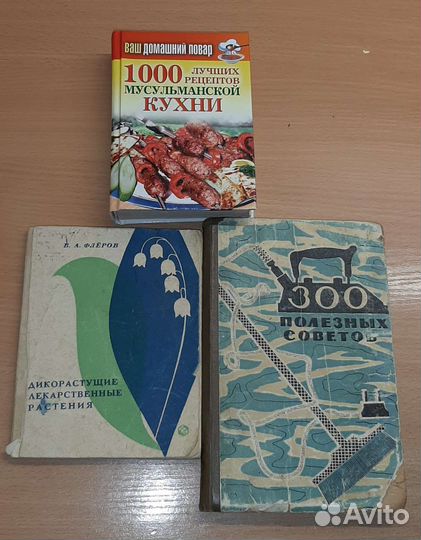 ваш домашний повар
1000 ЛУЧШИХ
РЕЦЕПТОВ
МУСУЛЬМАНСКОЙ
КУХНИ
Б. А. ФЛЁРОВ
ДИКОРАСТУЩИЕ
ЛЕКАРСТВЕННЫЕ
РАСТЕНИЯ
300
ПОЛЕЗНЫХ
СОВЕТОВ
Avito